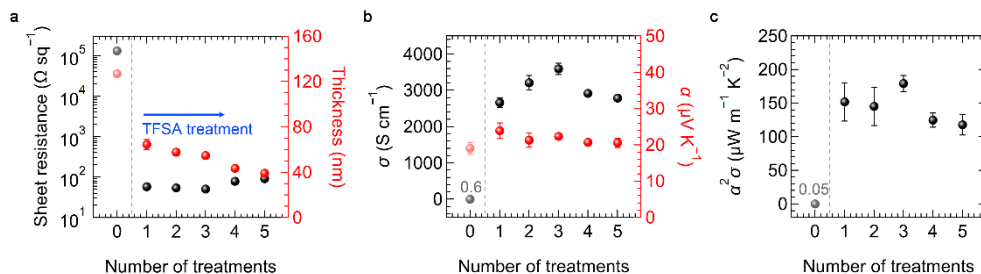 a
Sheet resistance (Ω sq⁻¹)
10⁵
10⁴
10³
10²
10¹
TFSA treatment
160
120
80
40
0
Thickness (nm)
0 1 2 3 4 5
Number of treatments
b
σ (S cm⁻¹)
4000
3000
2000
1000
0
0.6
50
40
30
20
10
0
α (μV K⁻¹)
0 1 2 3 4 5
Number of treatments
c
α²σ (μW m⁻¹ K⁻²)
250
200
150
100
50
0
0.05
0 1 2 3 4 5
Number of treatments